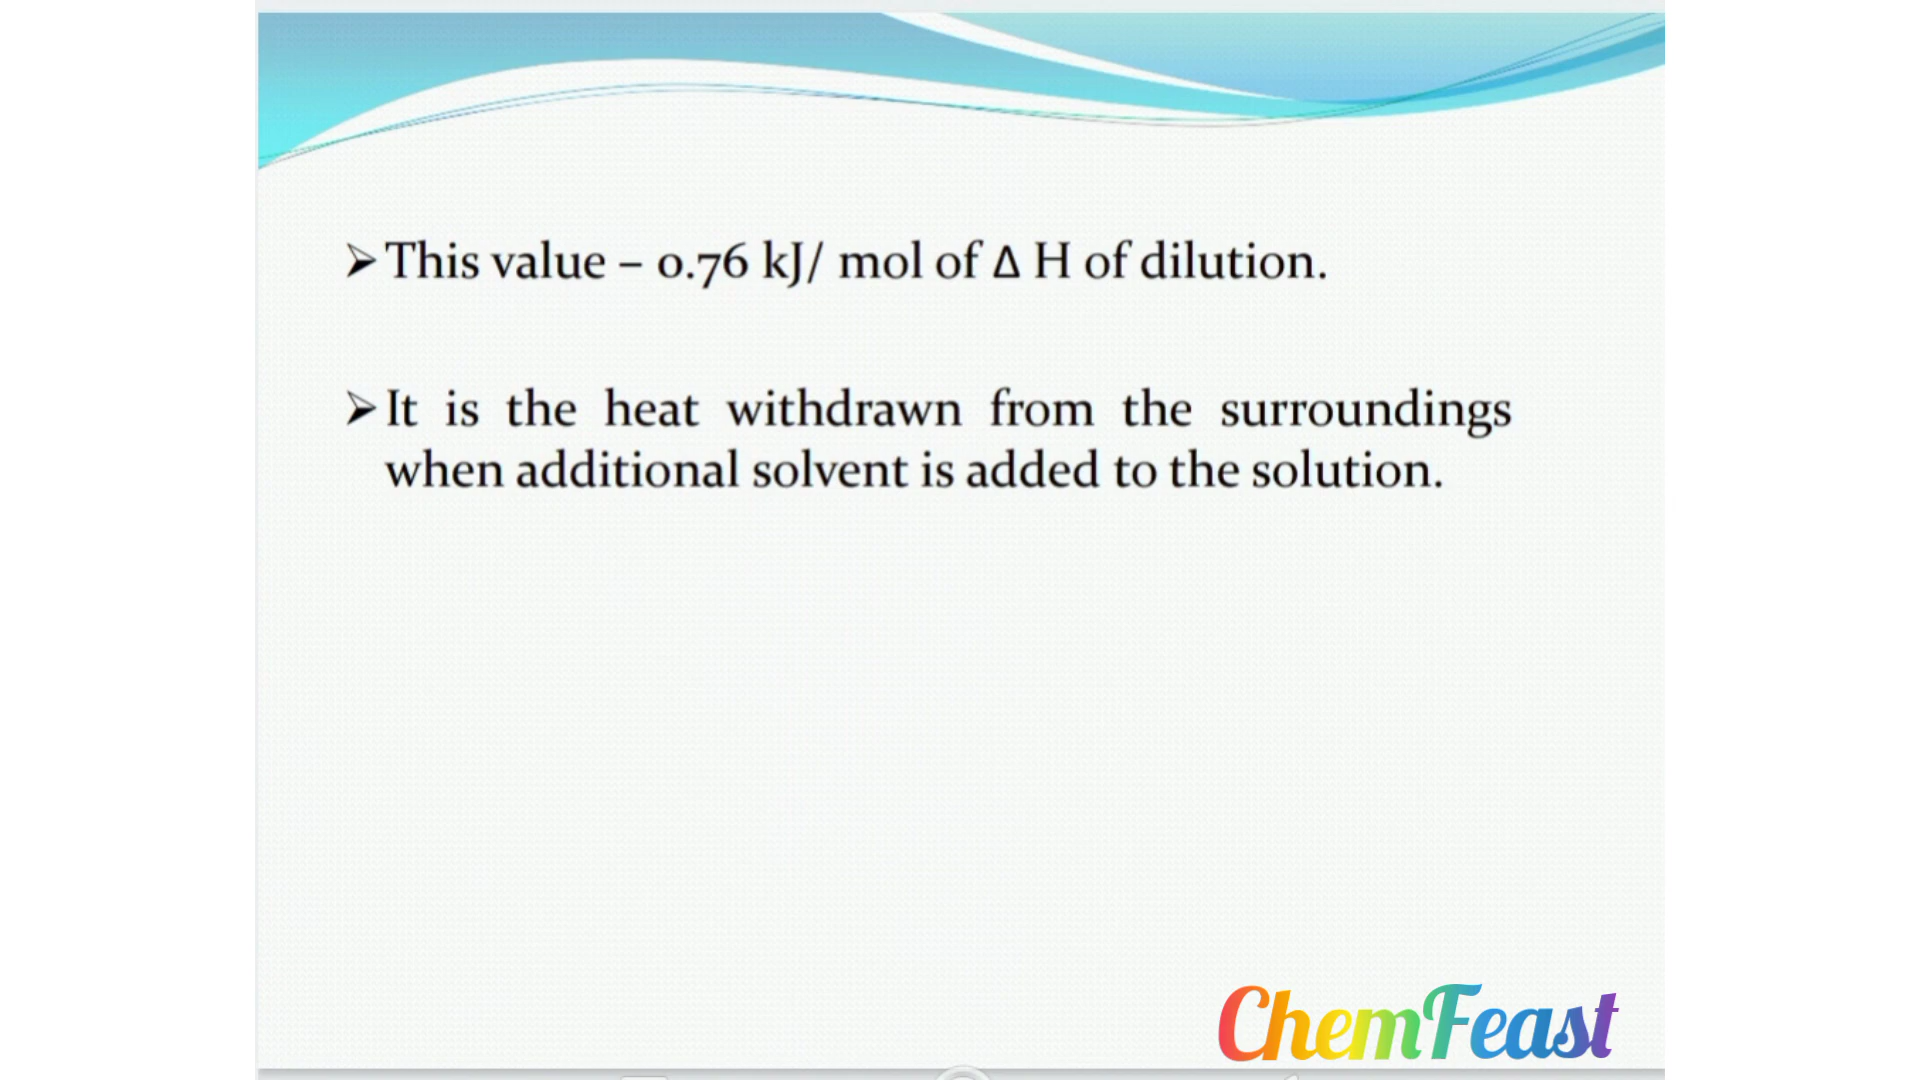 ➤This value – 0.76 kJ/ mol of Δ H of dilution.
➤It is the heat withdrawn from the surroundings
when additional solvent is added to the solution.
ChemFeast